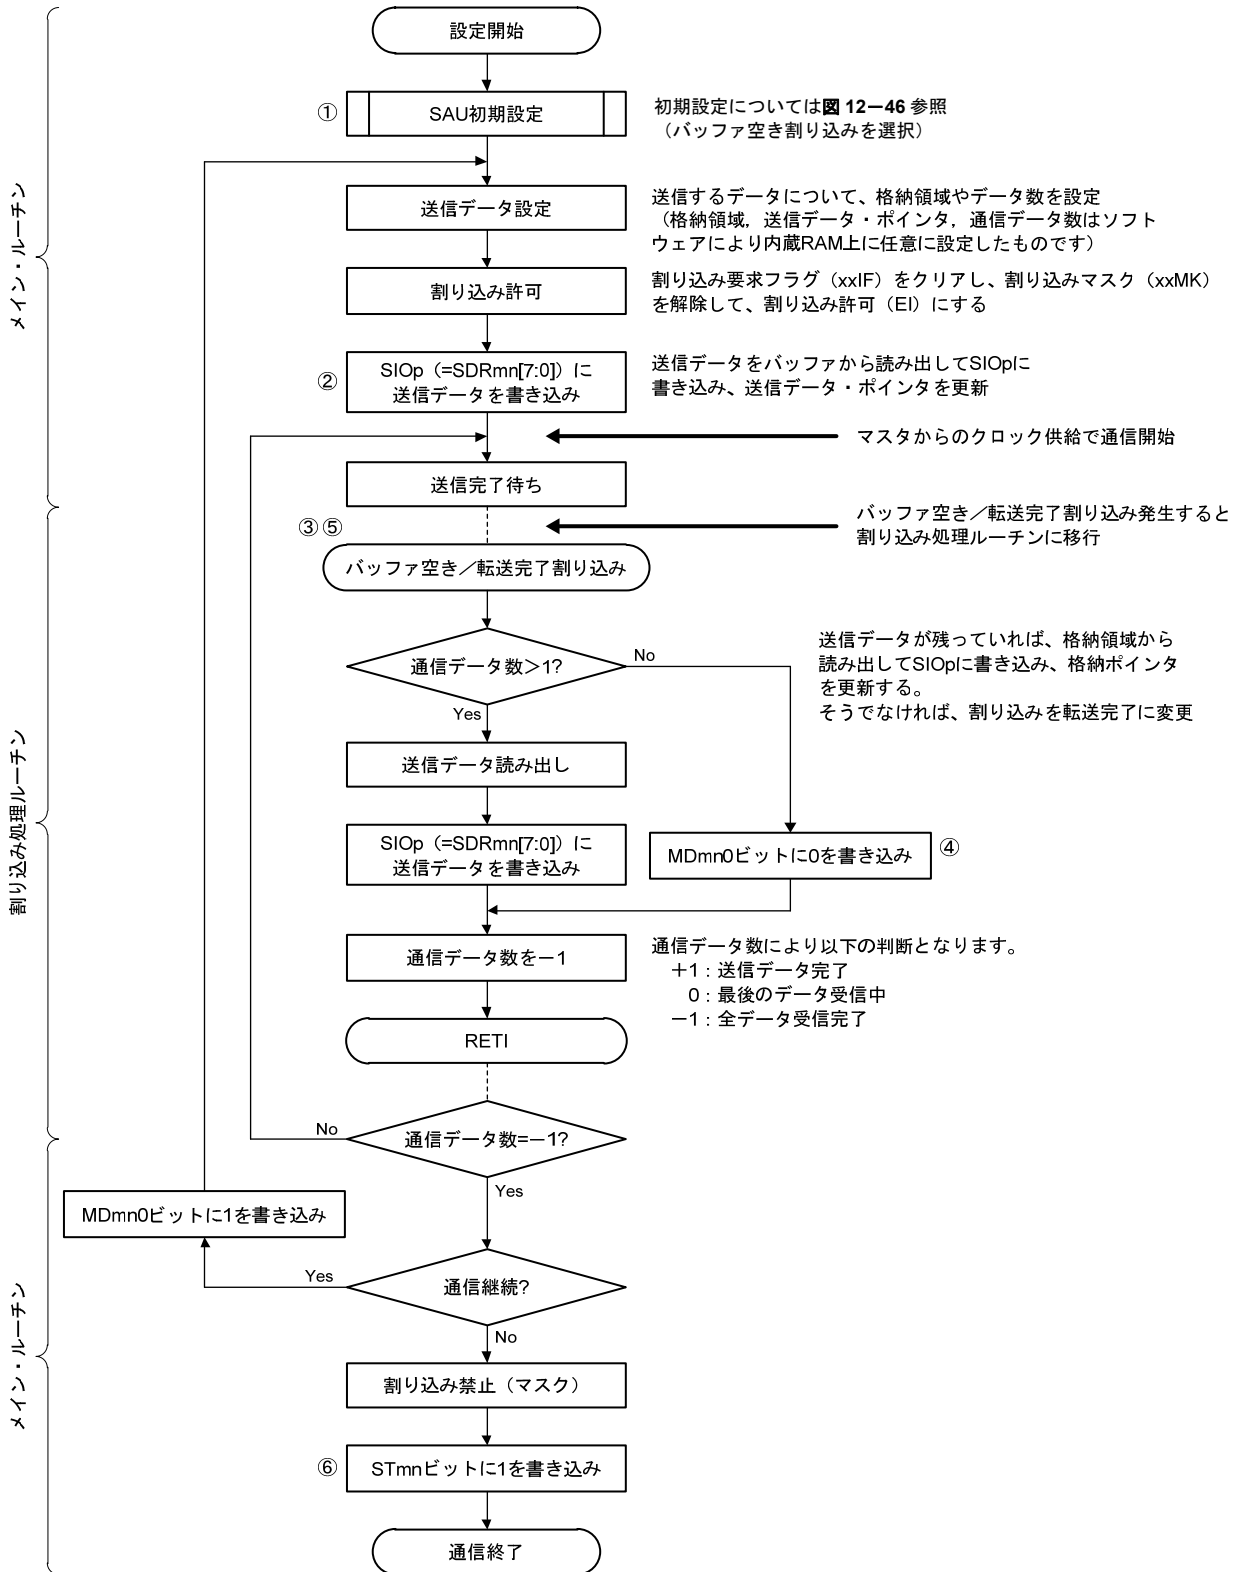 設定開始
①
SAU初期設定
初期設定については図 12－46 参照
（バッファ空き割り込みを選択）
メイン・ルーチン
送信データ設定
送信するデータについて、格納領域やデータ数を設定
（格納領域，送信データ・ポインタ，通信データ数はソフト
ウェアにより内蔵RAM上に任意に設定したものです）
割り込み許可
割り込み要求フラグ（xxIF）をクリアし、割り込みマスク（xxMK）
を解除して、割り込み許可（EI）にする
②
SIOp（=SDRmn[7:0]）に
送信データを書き込み
送信データをバッファから読み出してSIOpに
書き込み、送信データ・ポインタを更新
マスタからのクロック供給で通信開始
送信完了待ち
③⑤
バッファ空き／転送完了割り込み発生すると
割り込み処理ルーチンに移行
バッファ空き／転送完了割り込み
割り込み処理ルーチン
通信データ数＞1?
No
Yes
送信データが残っていれば、格納領域から
読み出してSIOpに書き込み、格納ポインタ
を更新する。
そうでなければ、割り込みを転送完了に変更
送信データ読み出し
SIOp（=SDRmn[7:0]）に
送信データを書き込み
MDmn0ビットに0を書き込み
④
通信データ数を－1
通信データ数により以下の判断となります。
＋1：送信データ完了
0：最後のデータ受信中
－1：全データ受信完了
RETI
通信データ数=－1?
No
Yes
MDmn0ビットに1を書き込み
メイン・ルーチン
通信継続?
Yes
No
割り込み禁止（マスク）
⑥
STmnビットに1を書き込み
通信終了